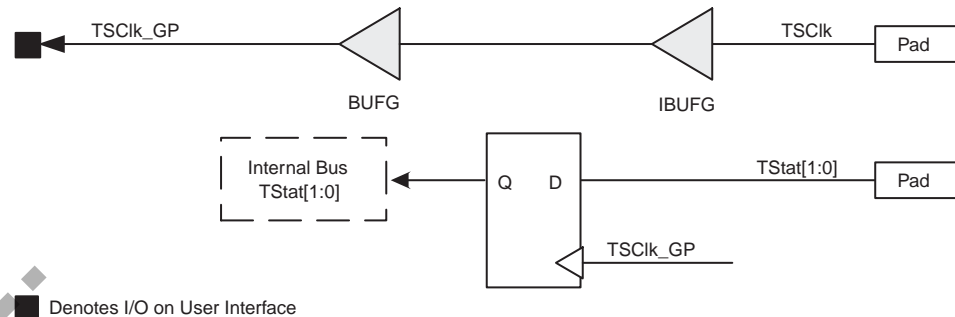 TSClk_GP
TSClk
Pad
BUFG
IBUFG
Internal Bus
TStat[1:0]
Q
D
TStat[1:0]
Pad
TSClk_GP
Denotes I/O on User Interface